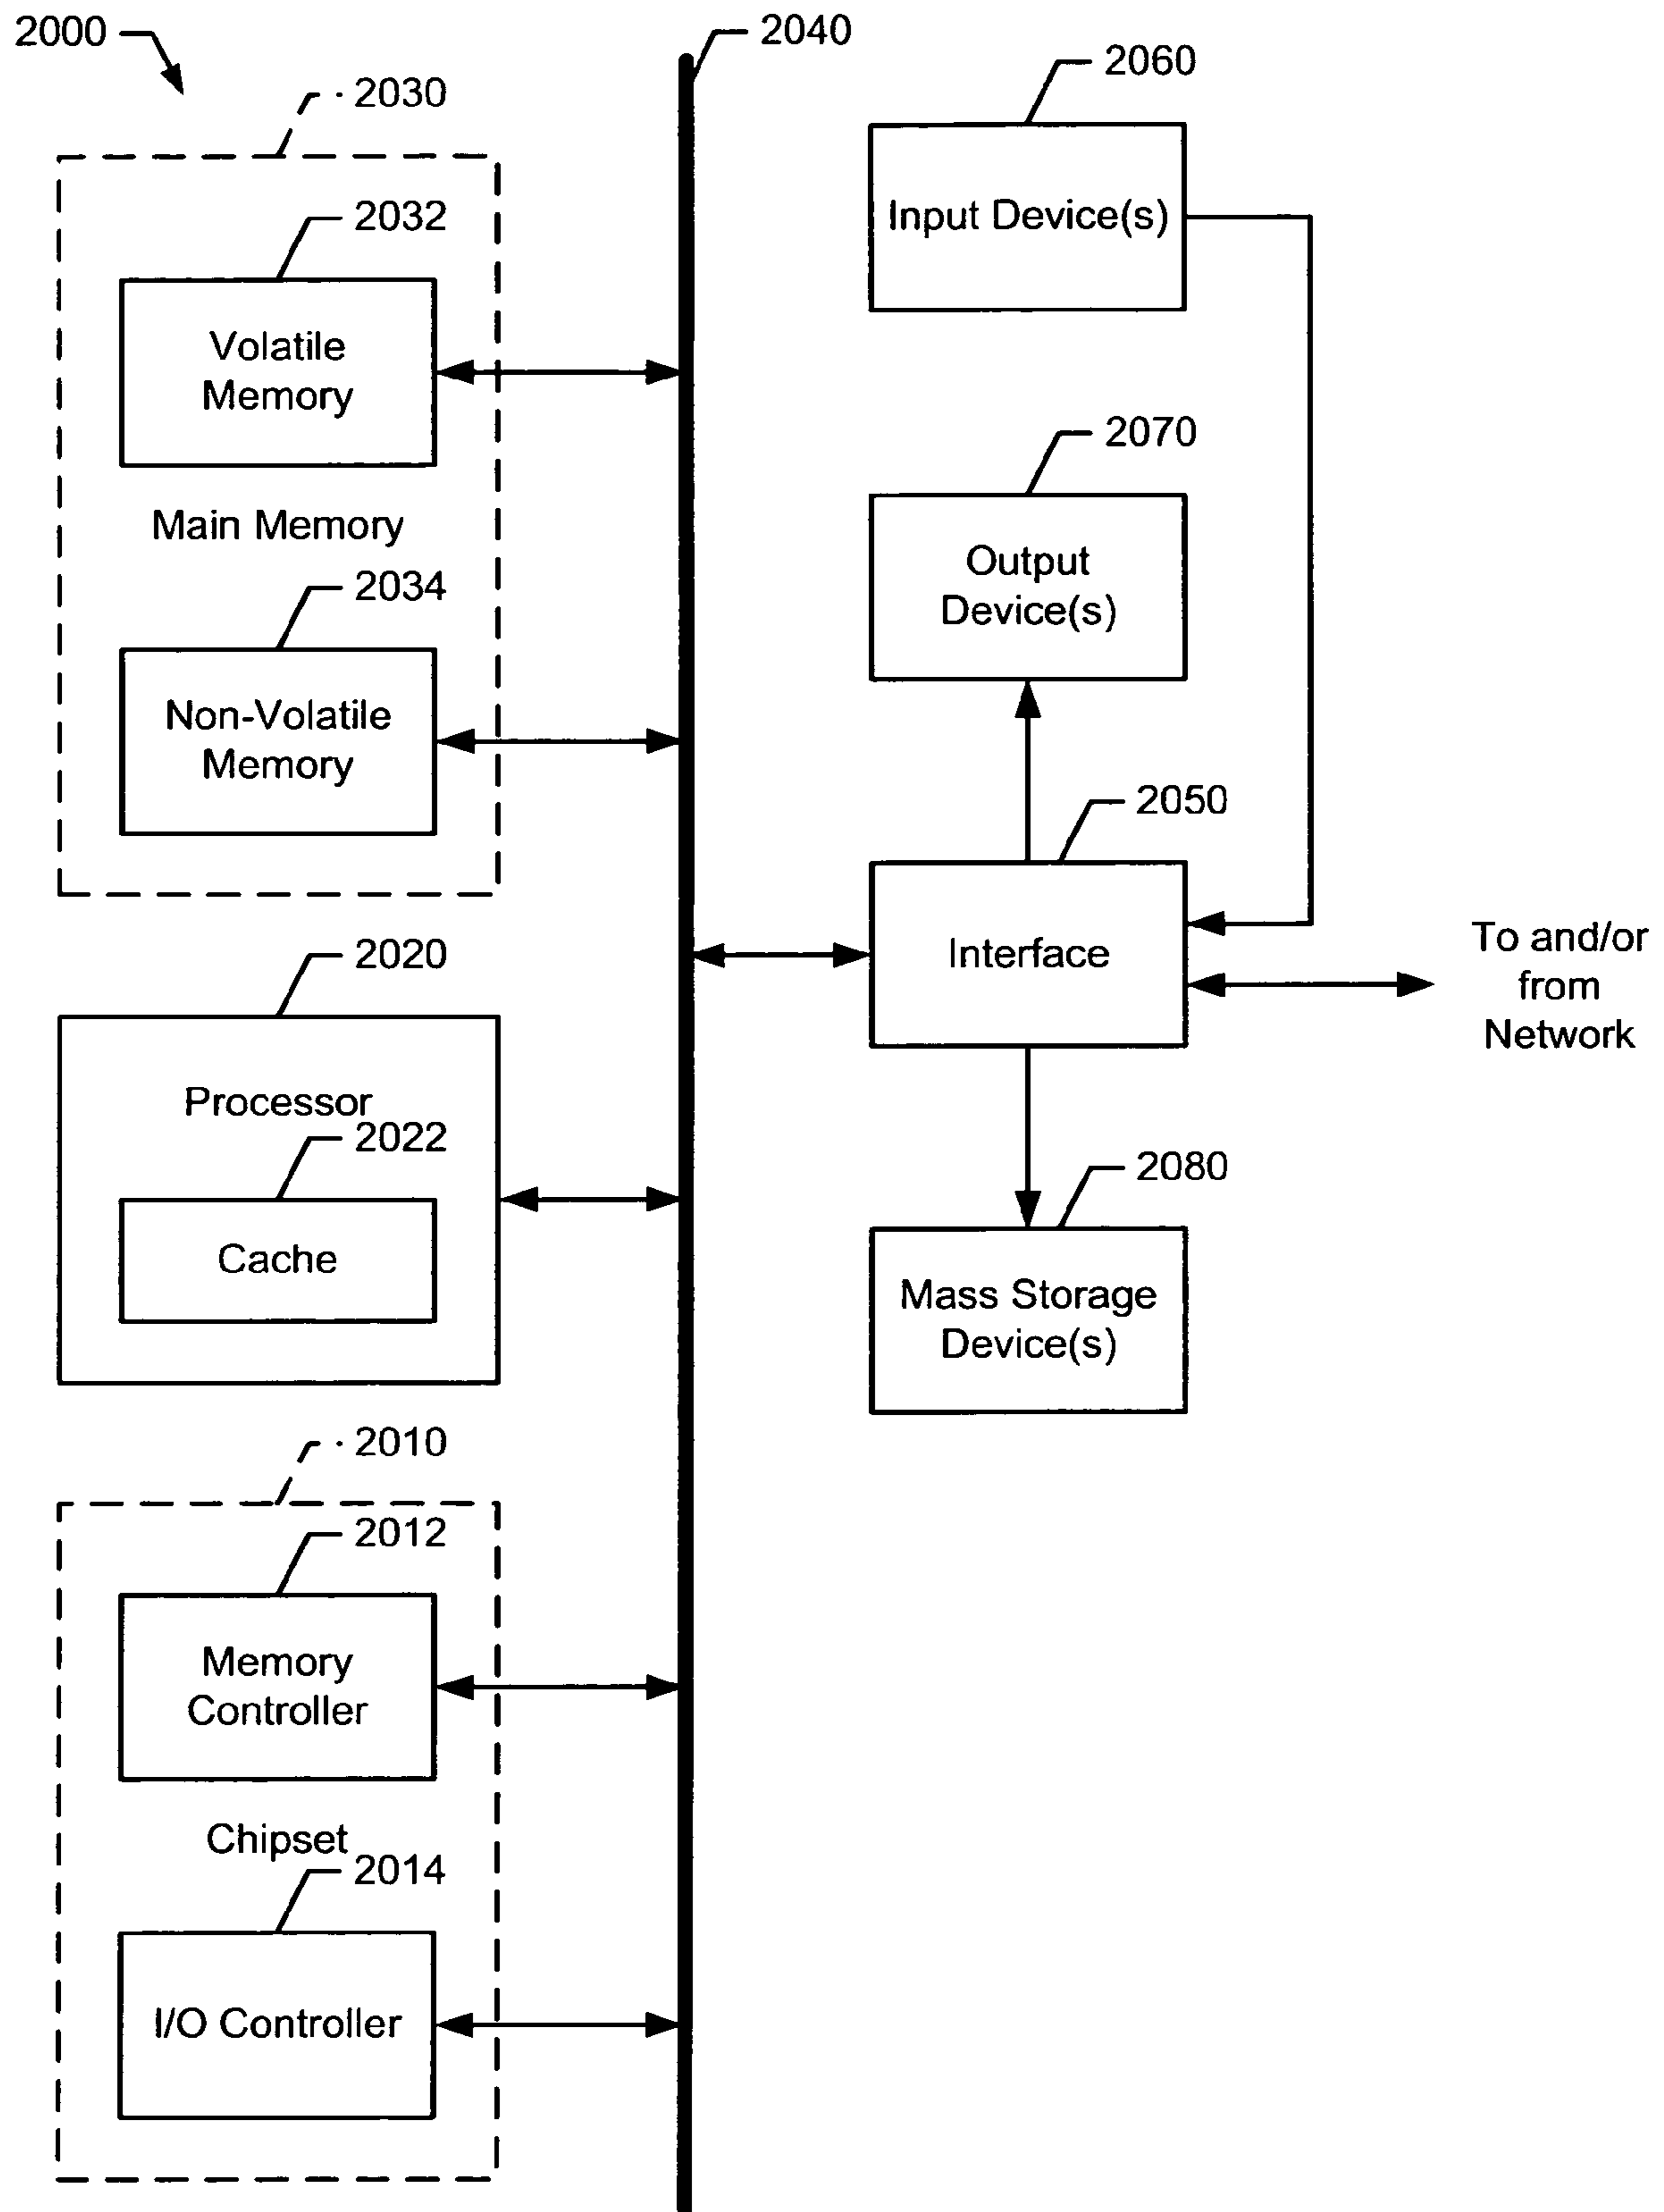 2000
2040
2060
2030
2032
Input Device(s)
Volatile
Memory
2070
Main Memory
Output
Device(s)
2034
Non-Volatile
Memory
2050
Interface
To and/or
from
Network
2020
Processor
2022
Cache
2080
Mass Storage
Device(s)
2010
2012
Memory
Controller
Chipset
2014
I/O Controller